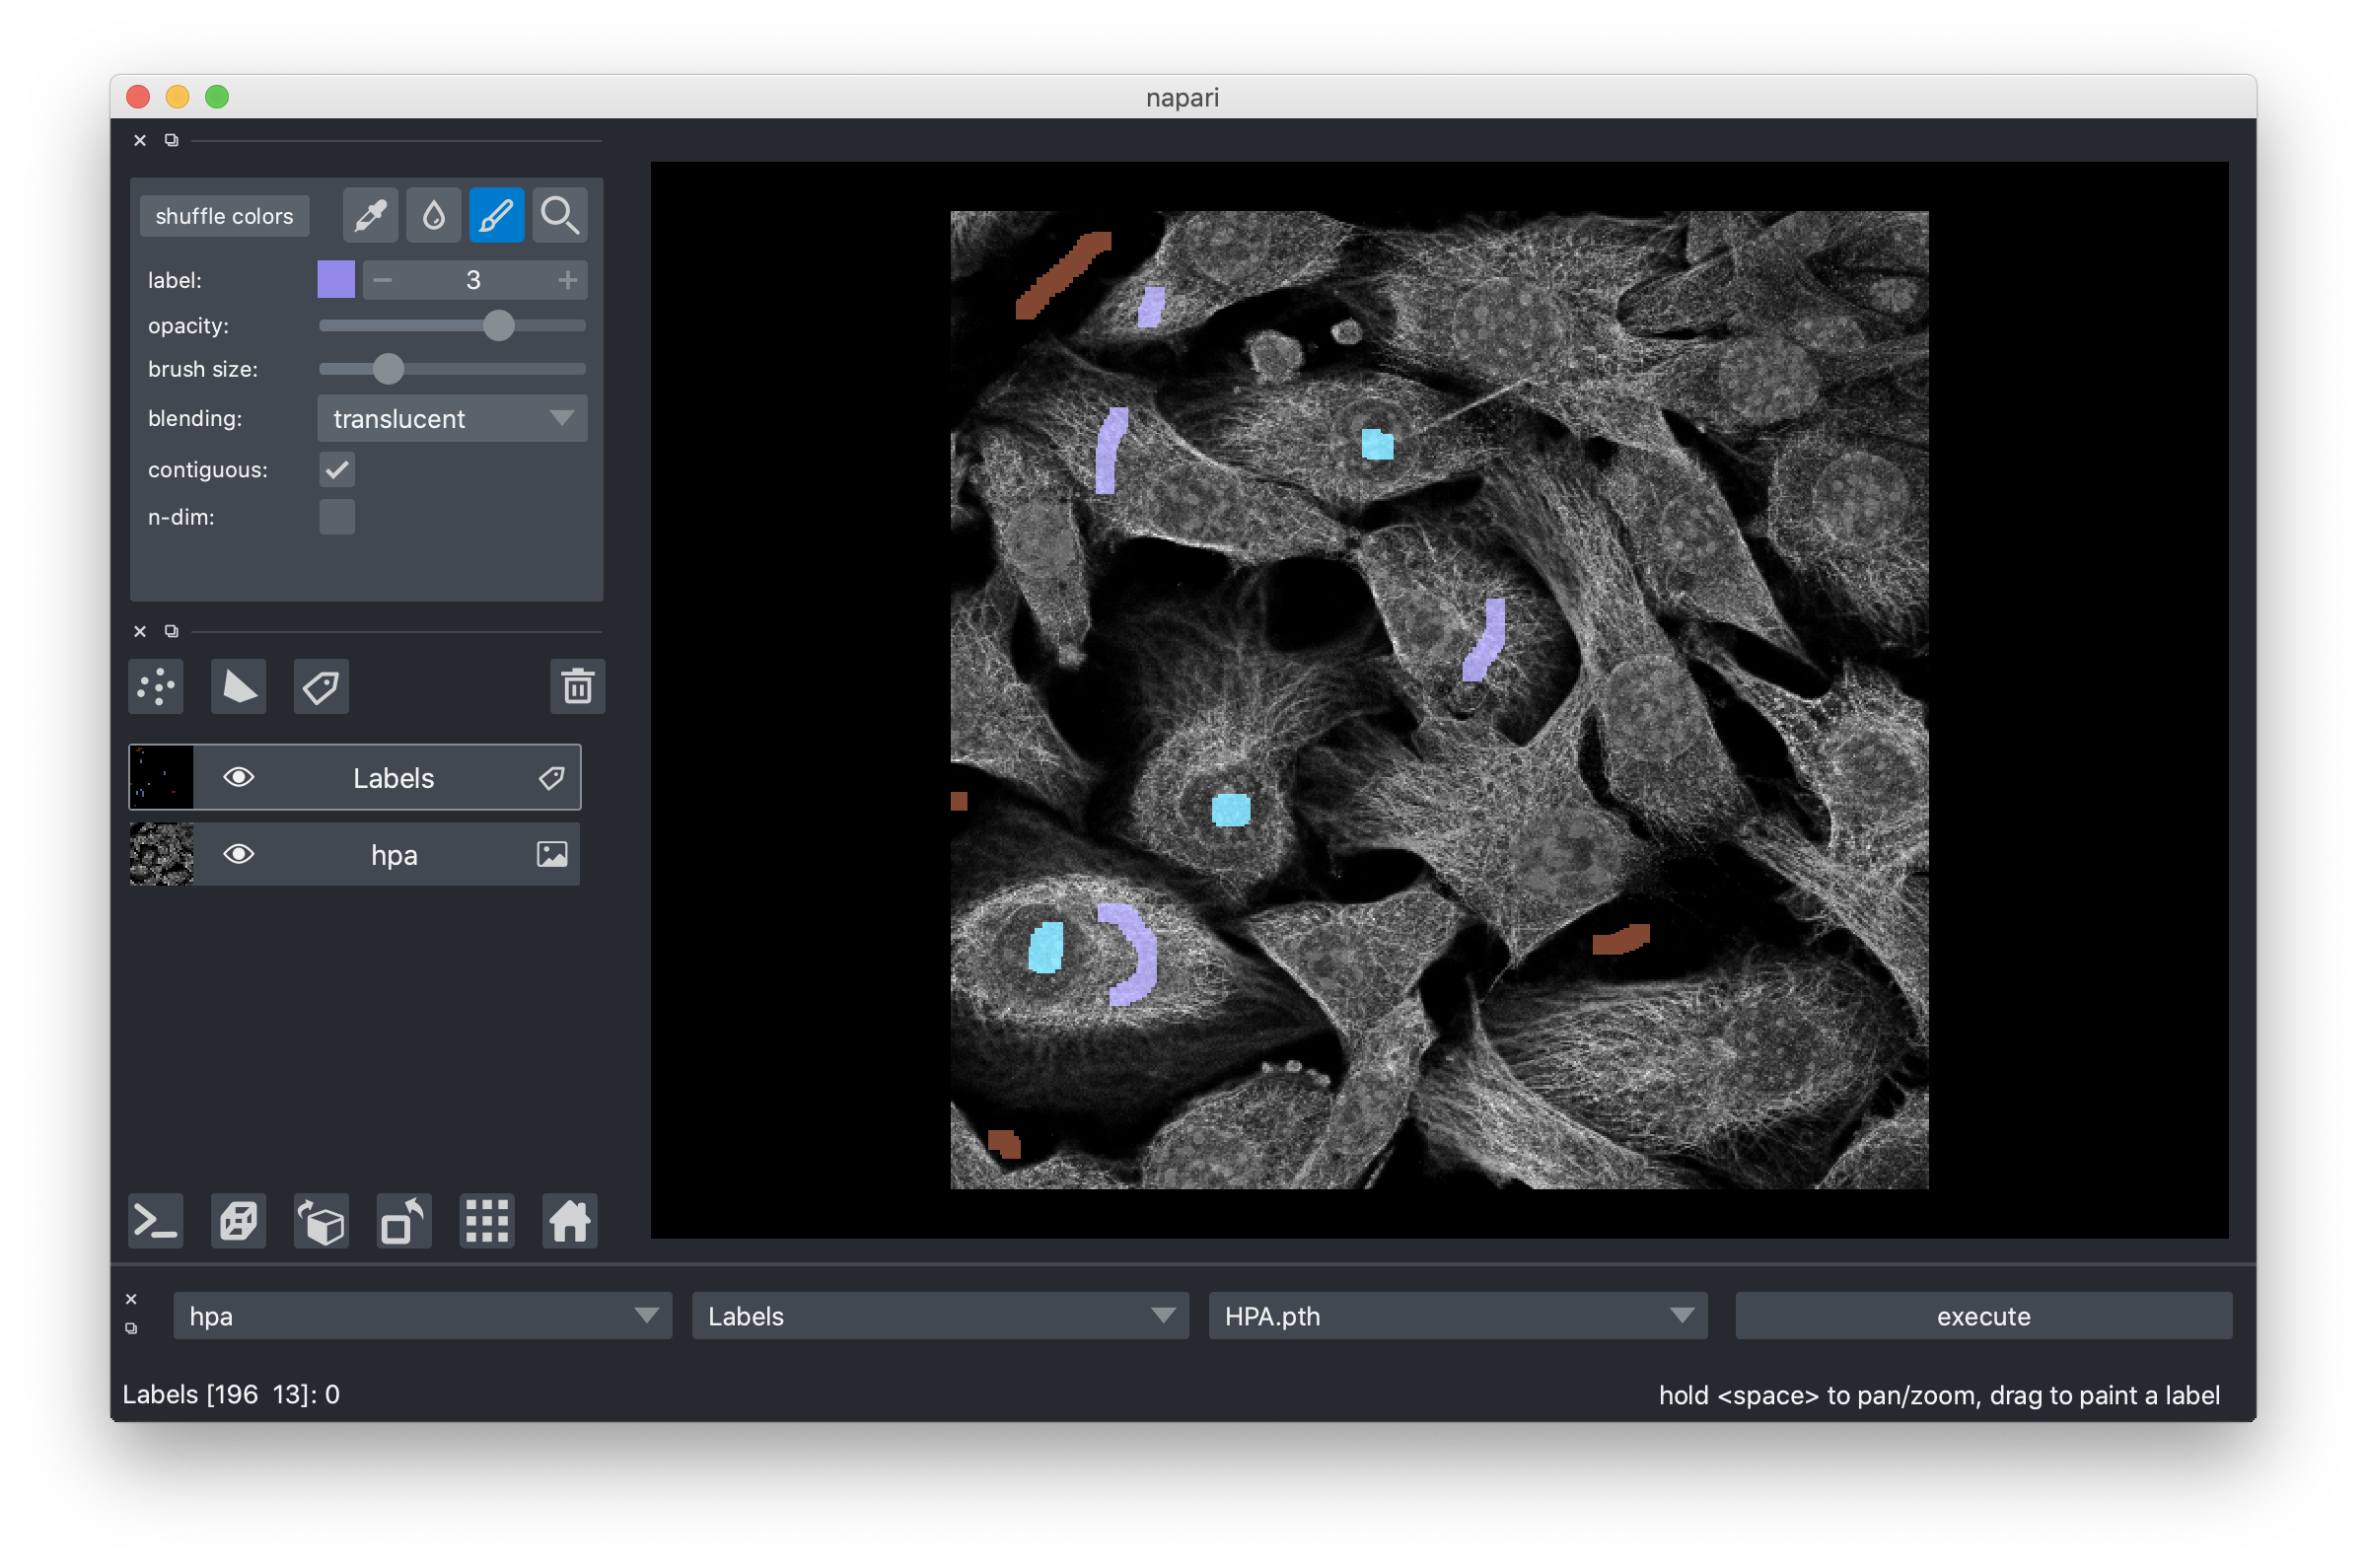 napari
shuffle colors
label: 3
opacity:
brush size:
blending: translucent
contiguous:
n-dim:
Labels
hpa
hpa Labels HPA.pth execute
Labels [196 13]: 0 hold <space> to pan/zoom, drag to paint a label